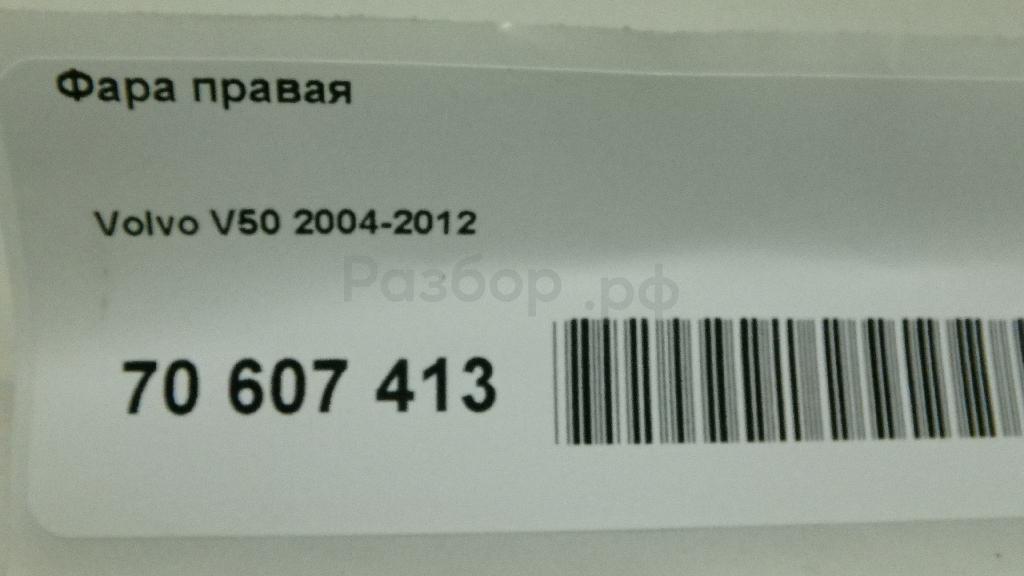 Фара правая
Volvo V50 2004-2012
Разбор.рф
70 607 413